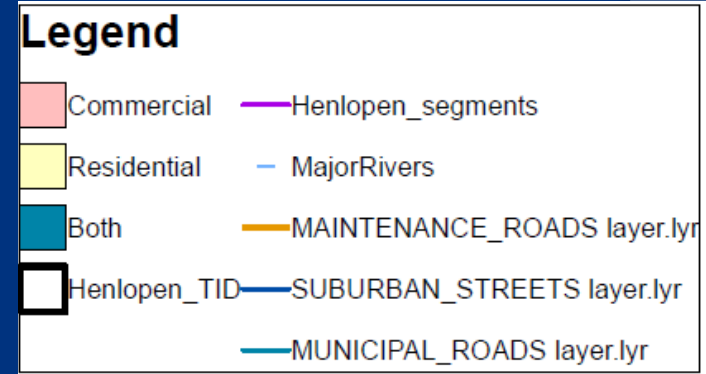 Legend
Commercial Henlopen_segments
Residential MajorRivers
Both MAINTENANCE_ROADS layer.lyr
Henlopen_TID SUBURBAN_STREETS layer.lyr
MUNICIPAL_ROADS layer.lyr